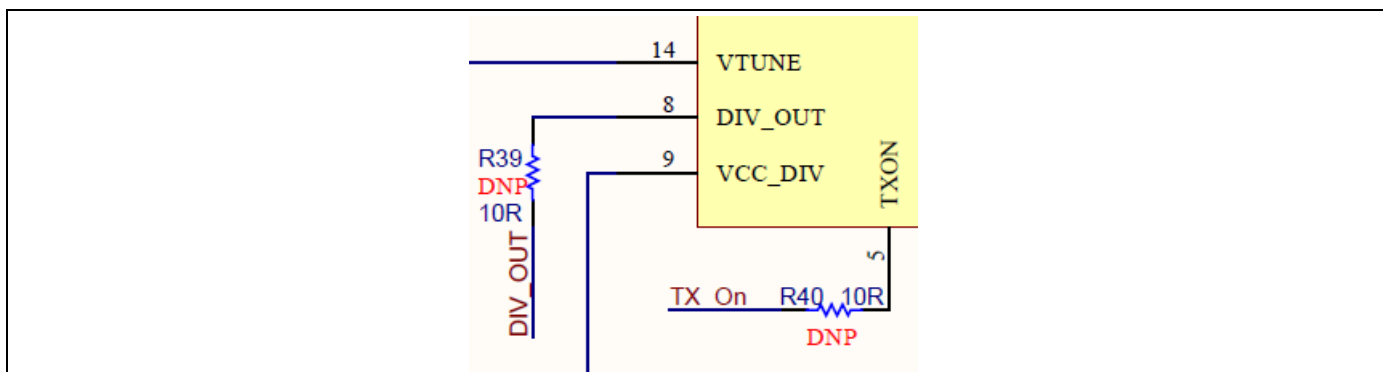 14
VTUNE
8
DIV_OUT
R39
DNP
10R
9
VCC_DIV
TXON
DIV_OUT
5
TX_On
R40 10R
DNP